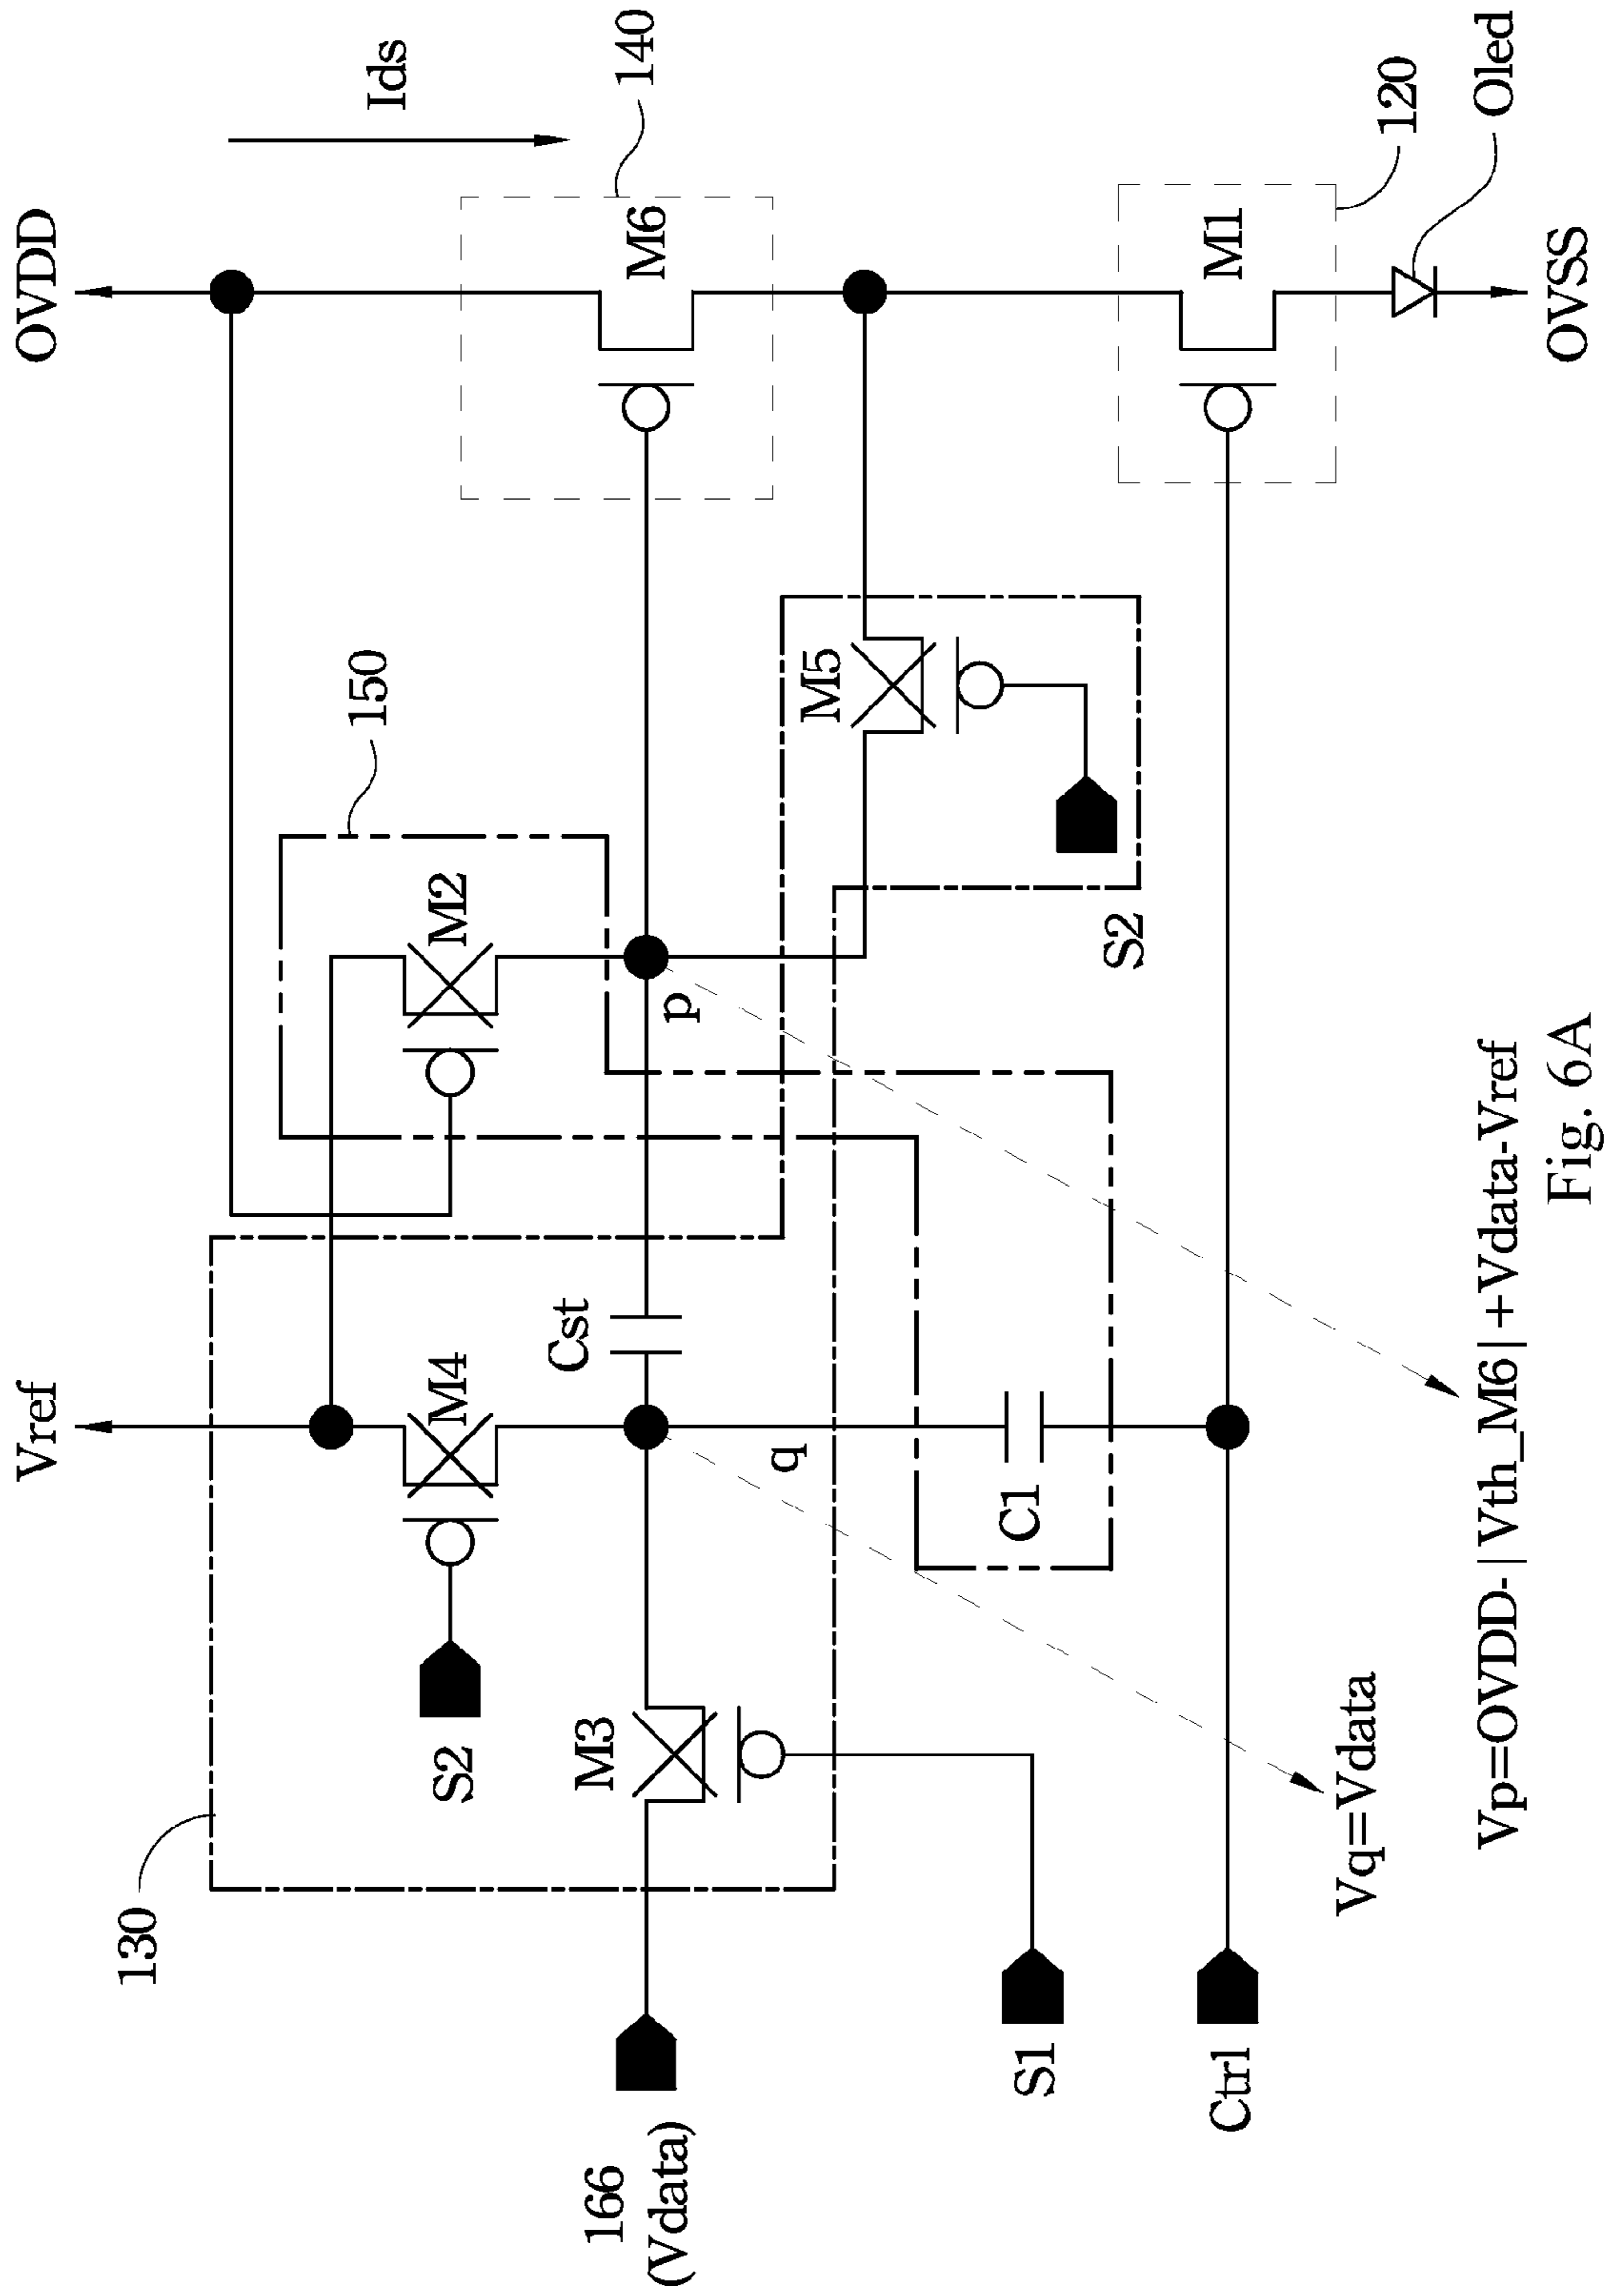 OVDD
Vref
Ids
140
M6
150
M2
M4
S2
130
Cst
p
M3
q
M5
166
(Vdata)
S2
C1
S1
M1
120
Ctrl
Oled
OVSS
Vq=Vdata
Vp=OVDD-|Vth_M6|+Vdata-Vref
Fig. 6A